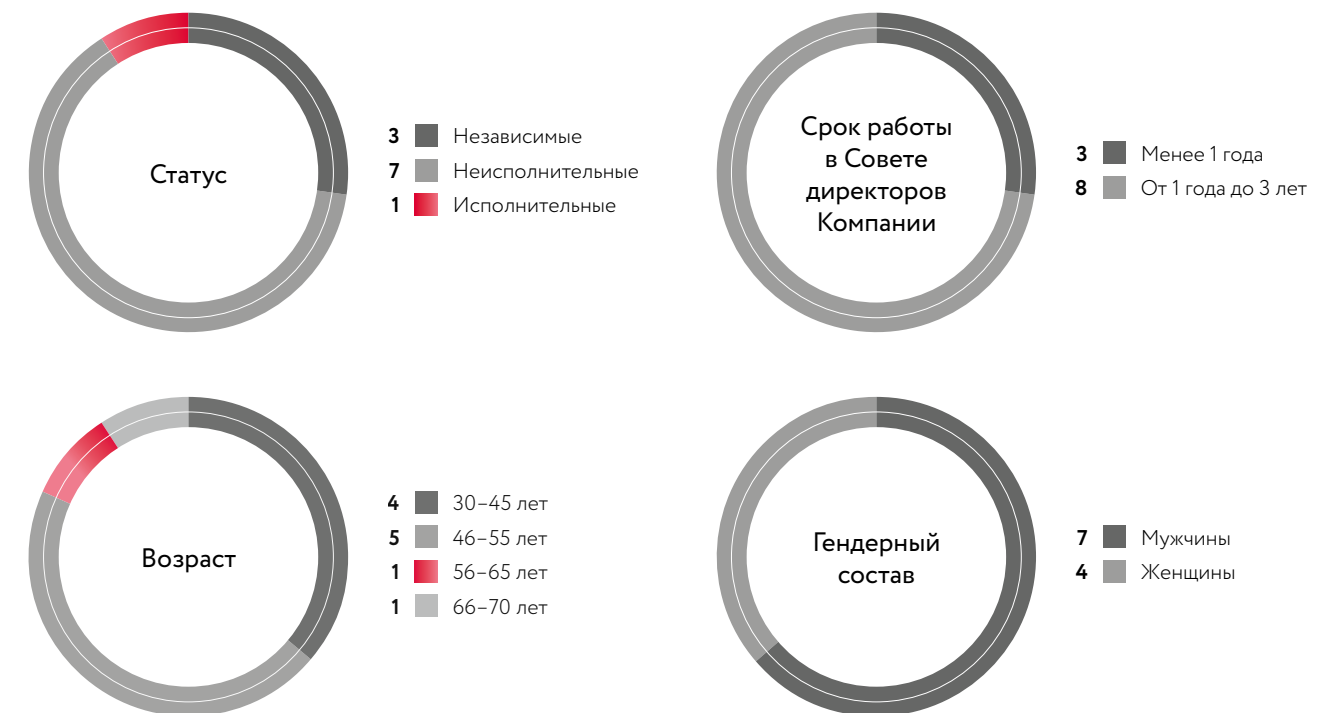 Статус
3 Независимые
7 Неисполнительные
1 Исполнительные
Срок работы
в Совете
директоров
Компании
3 Менее 1 года
8 От 1 года до 3 лет
Возраст
4 30–45 лет
5 46–55 лет
1 56–65 лет
1 66–70 лет
Гендерный
состав
7 Мужчины
4 Женщины